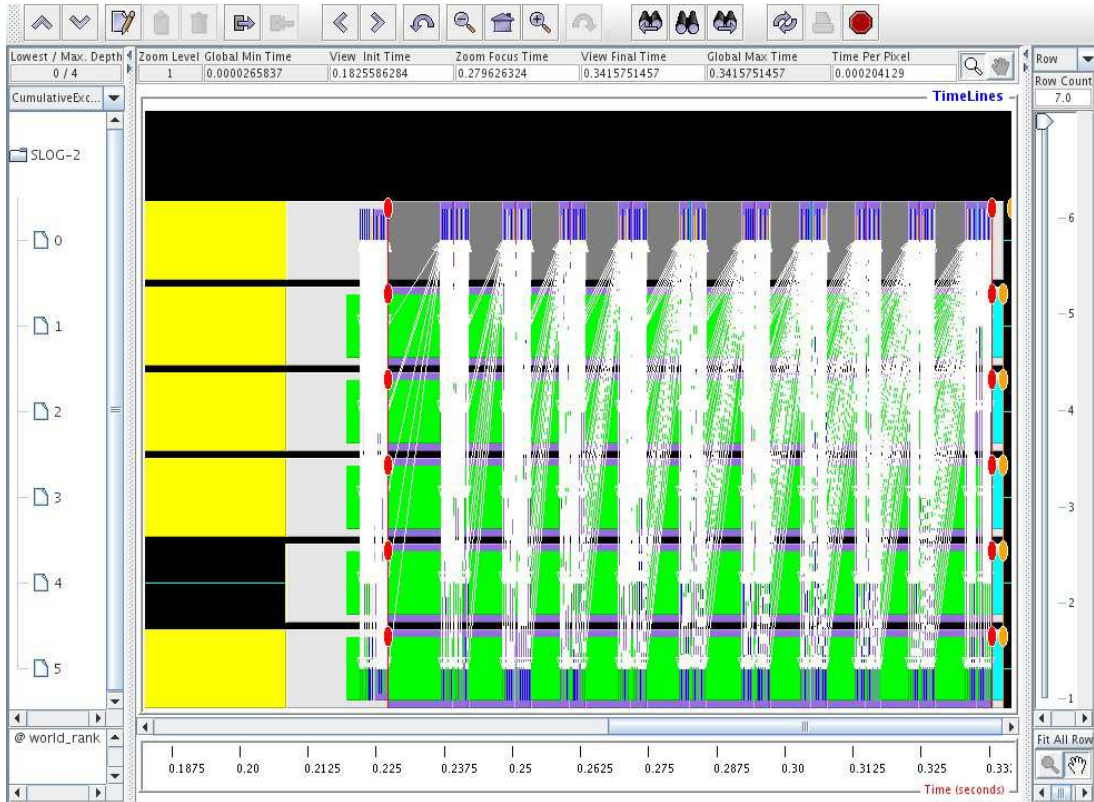 Lowest / Max. Depth
0 / 4
CumulativeExc...
Zoom Level Global Min Time View Init Time Zoom Focus Time View Final Time Global Max Time Time Per Pixel
1 0.0000265837 0.1825586284 0.279626324 0.3415751457 0.3415751457 0.000204129
Row
Row Count
7.0
TimeLines
SLOG-2
0
1
2
3
4
5
6
5
4
3
2
1
@ world_rank
Fit All Row
0.1875 0.20 0.2125 0.225 0.2375 0.25 0.2625 0.275 0.2875 0.30 0.3125 0.325 0.337
Time (seconds)